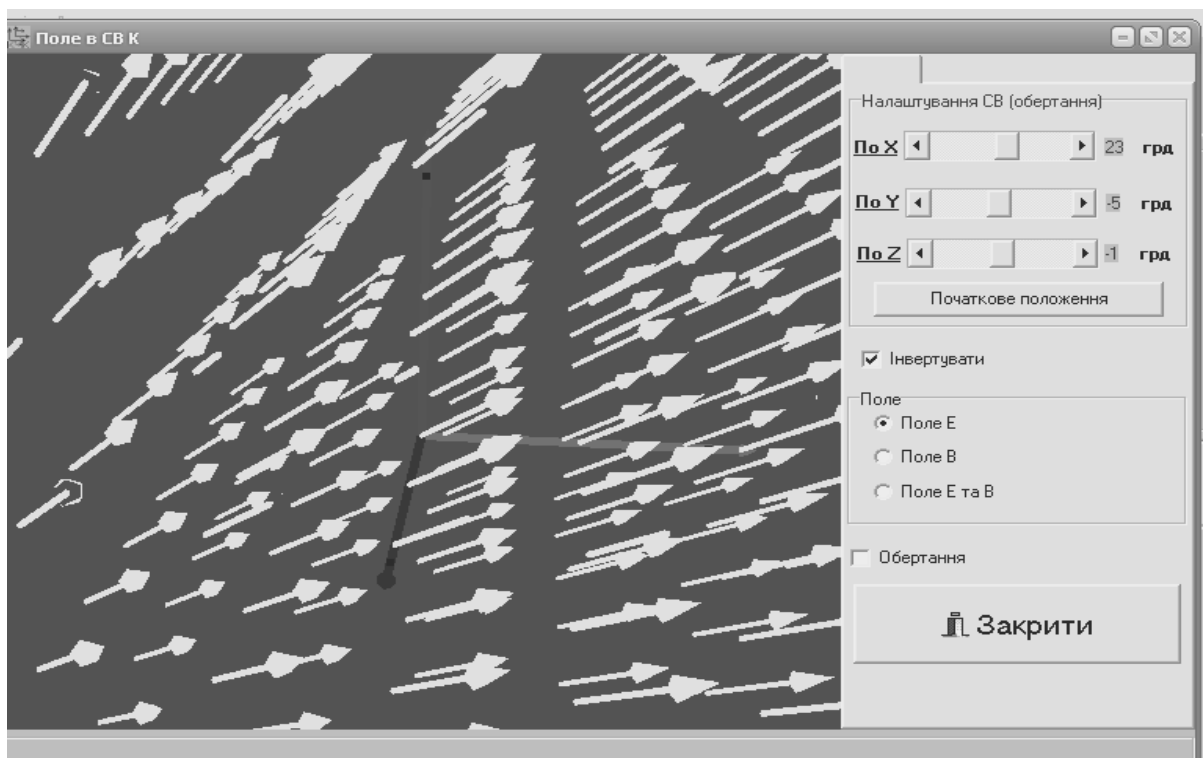 Поле в СВ К
Налаштування СВ (обертання)
По X 23 грд
По Y -5 грд
По Z -1 грд
Початкове положення
Інвертувати
Поле
Поле E
Поле B
Поле E та B
Обертання
Закрити